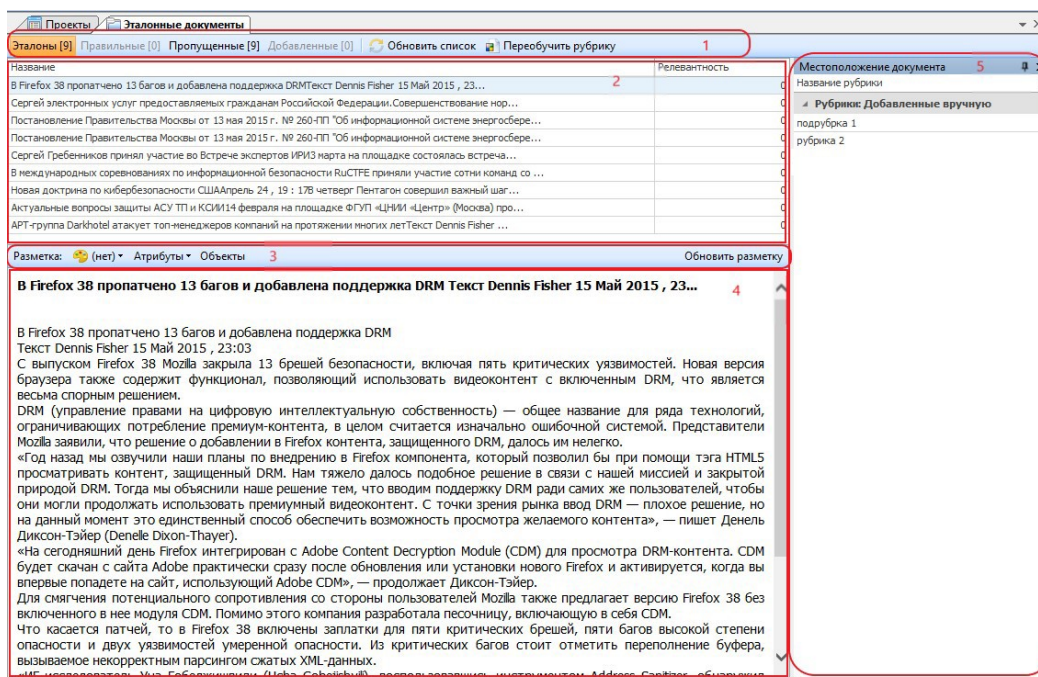 Проекты Эталонные документы
Эталоны [9] Правильные [0] Пропущенные [9] Добавленные [0] Обновить список Переобучить рубрику 1
Название Релевантность
2
В Firefox 38 пропатчено 13 багов и добавлена поддержка DRMТекст Dennis Fisher 15 Май 2015 , 23... 0
Сергей электронных услуг предоставляемых гражданам Российской Федерации.Совершенствование нор... 0
Постановление Правительства Москвы от 13 мая 2015 г. № 260-ПП "Об информационной системе энергосбере... 0
Постановление Правительства Москвы от 13 мая 2015 г. № 260-ПП "Об информационной системе энергосбере... 0
Сергей Гребенников принял участие во Встрече экспертов ИРИ3 марта на площадке состоялась встреча... 0
В международных соревнованиях по информационной безопасности RuCTFE приняли участие сотни команд со ... 0
Новая доктрина по кибербезопасности СШААпрель 24 , 19 : 17В четверг Пентагон совершил важный шаг... 0
Актуальные вопросы защиты АСУ ТП и КСИИ14 февраля на площадке ФГУП «ЦНИИ «Центр» (Москва) про... 0
АРТ-группа Darkhotel атакует топ-менеджеров компаний на протяжении многих летТекст Dennis Fisher ... 0
Местоположение документа 5
Название рубрики
Рубрики: Добавленные вручную
подрубрка 1
рубрика 2
Разметка: (нет) Атрибуты Объекты 3 Обновить разметку
В Firefox 38 пропатчено 13 багов и добавлена поддержка DRM Текст Dennis Fisher 15 Май 2015 , 23...
4
В Firefox 38 пропатчено 13 багов и добавлена поддержка DRM
Текст Dennis Fisher 15 Май 2015 , 23:03
С выпуском Firefox 38 Mozilla закрыла 13 брешей безопасности, включая пять критических уязвимостей. Новая версия
браузера также содержит функционал, позволяющий использовать видеоконтент с включенным DRM, что является
весьма спорным решением.
DRM (управление правами на цифровую интеллектуальную собственность) — общее название для ряда технологий,
ограничивающих потребление премиум-контента, в целом считается изначально ошибочной системой. Представители
Mozilla заявили, что решение о добавлении в Firefox контента, защищенного DRM, далось им нелегко.
«Год назад мы озвучили наши планы по внедрению в Firefox компонента, который позволил бы при помощи тэга HTML5
просматривать контент, защищенный DRM. Нам тяжело далось подобное решение в связи с нашей миссией и закрытой
природой DRM. Тогда мы объяснили наше решение тем, что вводим поддержку DRM ради самих же пользователей, чтобы
они могли продолжать использовать премиумный видеоконтент. С точки зрения рынка ввод DRM — плохое решение, но
на данный момент это единственный способ обеспечить возможность просмотра желаемого контента», — пишет Денель
Диксон-Тэйер (Denelle Dixon-Thayer).
«На сегодняшний день Firefox интегрирован с Adobe Content Decryption Module (CDM) для просмотра DRM-контента. CDM
будет скачан с сайта Adobe практически сразу после обновления или установки нового Firefox и активируется, когда вы
впервые попадете на сайт, использующий Adobe CDM», — продолжает Диксон-Тэйер.
Для смягчения потенциального сопротивления со стороны пользователей Mozilla также предлагает версию Firefox 38 без
включенного в нее модуля CDM. Помимо этого компания разработала песочницу, включающую в себя CDM.
Что касается патчей, то в Firefox 38 включены заплатки для пяти критических брешей, пяти багов высокой степени
опасности и двух уязвимостей умеренной опасности. Из критических багов стоит отметить переполнение буфера,
вызываемое некорректным парсингом сжатых XML-данных.